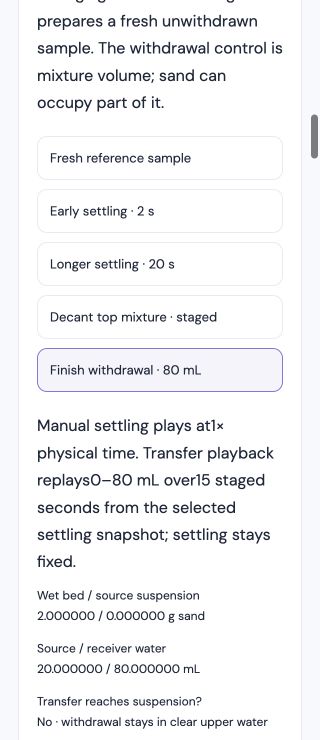 prepares a fresh unwithdrawn
sample. The withdrawal control is
mixture volume; sand can
occupy part of it.
Fresh reference sample
Early settling · 2 s
Longer settling · 20 s
Decant top mixture · staged
Finish withdrawal · 80 mL
Manual settling plays at1×
physical time. Transfer playback
replays0–80 mL over15 staged
seconds from the selected
settling snapshot; settling stays
fixed.
Wet bed / source suspension
2.000000 / 0.000000 g sand
Source / receiver water
20.000000 / 80.000000 mL
Transfer reaches suspension?
No · withdrawal stays in clear upper water